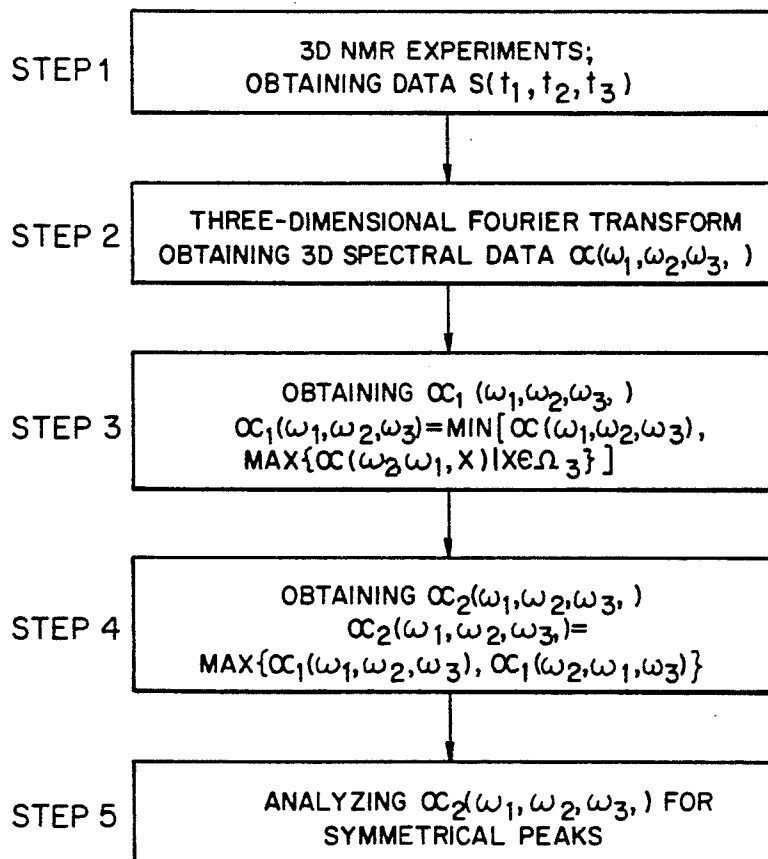 STEP 1
3D NMR EXPERIMENTS;
OBTAINING DATA S(t₁,t₂,t₃)
STEP 2
THREE-DIMENSIONAL FOURIER TRANSFORM
OBTAINING 3D SPECTRAL DATA α(ω₁,ω₂,ω₃, )
STEP 3
OBTAINING α₁ (ω₁,ω₂,ω₃, )
α₁(ω₁,ω₂,ω₃)=MIN[α(ω₁,ω₂,ω₃),
MAX{α(ω₂,ω₁,X)|XєΩ₃}]
STEP 4
OBTAINING α₂(ω₁,ω₂,ω₃, )
α₂(ω₁,ω₂,ω₃,)=
MAX{α₁(ω₁,ω₂,ω₃), α₁(ω₂,ω₁,ω₃)}
STEP 5
ANALYZING α₂(ω₁,ω₂,ω₃, ) FOR
SYMMETRICAL PEAKS